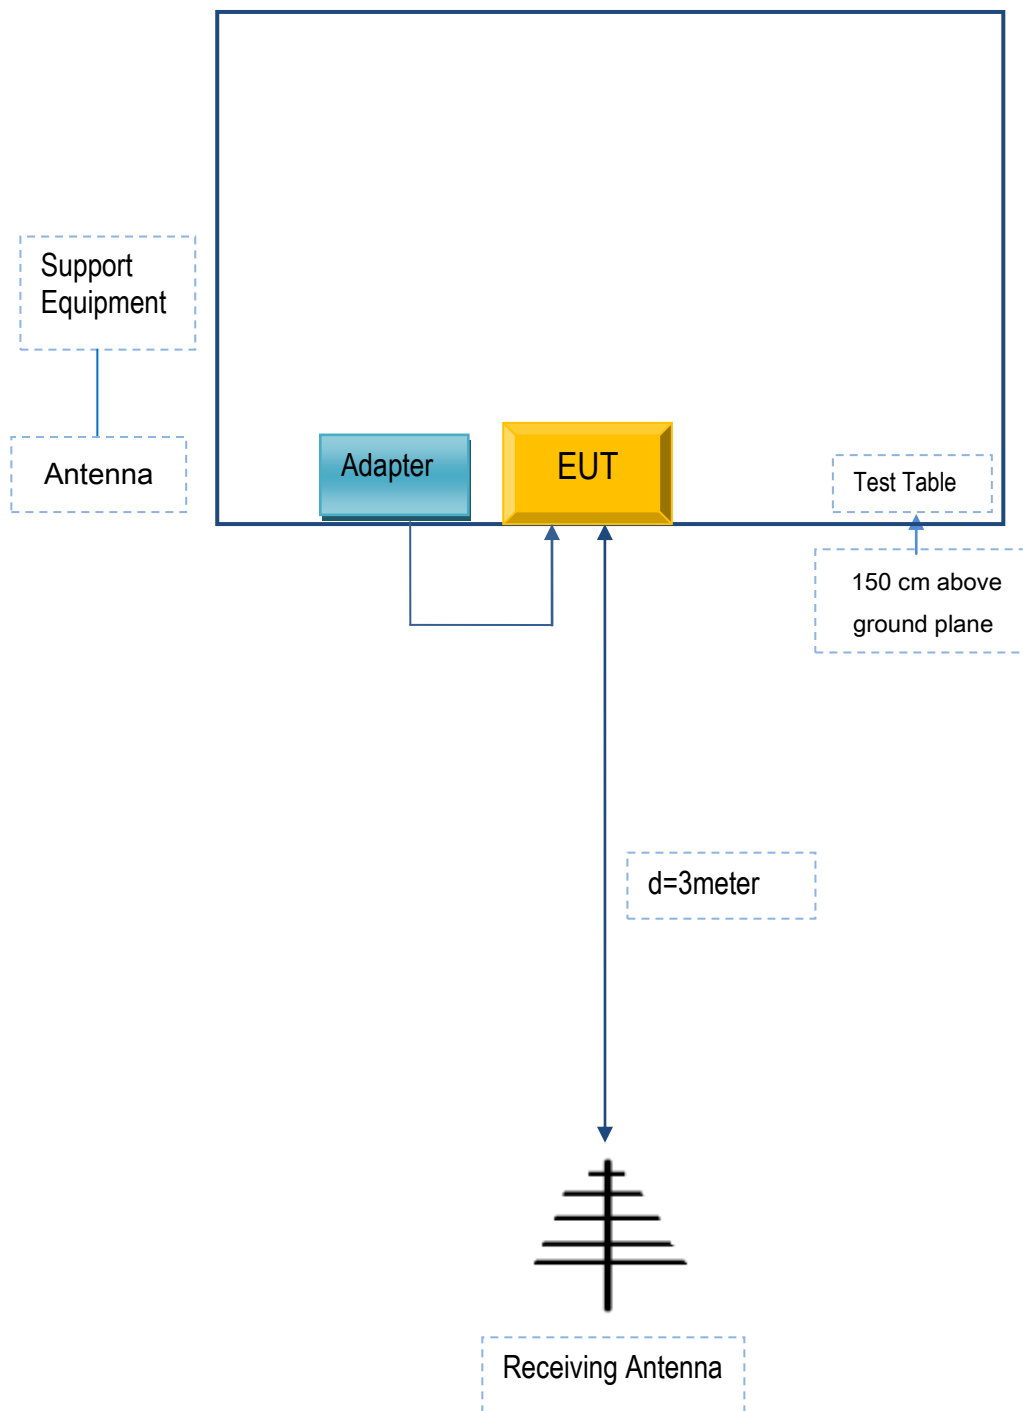 Support
Equipment
Antenna
Adapter
EUT
Test Table
150 cm above
ground plane
d=3meter
Receiving Antenna